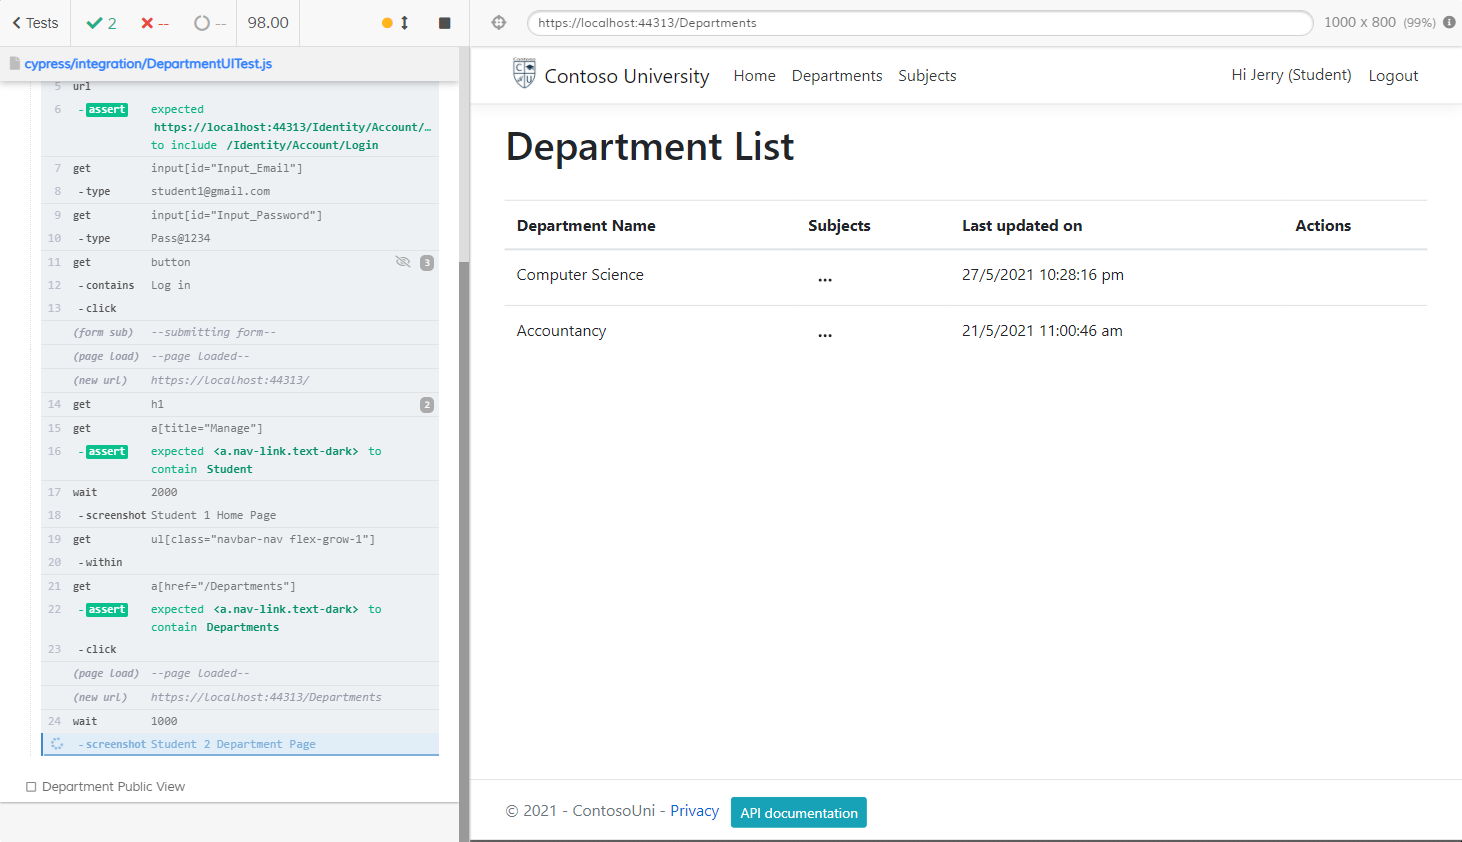 Tests
2
--
--
98.00
cypress/integration/DepartmentUITest.js
5 url
6 -assert expected
https://localhost:44313/Identity/Account/…
to include /Identity/Account/Login
7 get input[id="Input_Email"]
8 -type student1@gmail.com
9 get input[id="Input_Password"]
10 -type Pass@1234
11 get button 3
12 -contains Log in
13 -click
(form sub) --submitting form--
(page load) --page loaded--
(new url) https://localhost:44313/
14 get h1 2
15 get a[title="Manage"]
16 -assert expected <a.nav-link.text-dark> to
contain Student
17 wait 2000
18 -screenshot Student 1 Home Page
19 get ul[class="navbar-nav flex-grow-1"]
20 -within
21 get a[href="/Departments"]
22 -assert expected <a.nav-link.text-dark> to
contain Departments
23 -click
(page load) --page loaded--
(new url) https://localhost:44313/Departments
24 wait 1000
-screenshot Student 2 Department Page
Department Public View
https://localhost:44313/Departments
1000 x 800 (99%)
Contoso University Home Departments Subjects Hi Jerry (Student) Logout
Department List
Department Name Subjects Last updated on Actions
Computer Science ... 27/5/2021 10:28:16 pm
Accountancy ... 21/5/2021 11:00:46 am
© 2021 - ContosoUni - Privacy API documentation